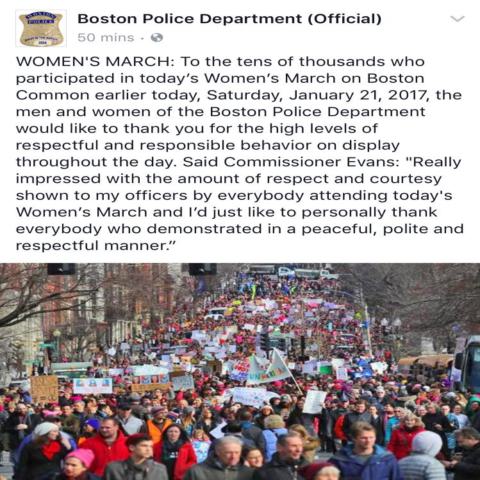 Boston Police Department (Official)
50 mins ·
WOMEN'S MARCH: To the tens of thousands who
participated in today's Women's March on Boston
Common earlier today, Saturday, January 21, 2017, the
men and women of the Boston Police Department
would like to thank you for the high levels of
respectful and responsible behavior on display
throughout the day. Said Commissioner Evans: "Really
impressed with the amount of respect and courtesy
shown to my officers by everybody attending today's
Women's March and I'd just like to personally thank
everybody who demonstrated in a peaceful, polite and
respectful manner.”